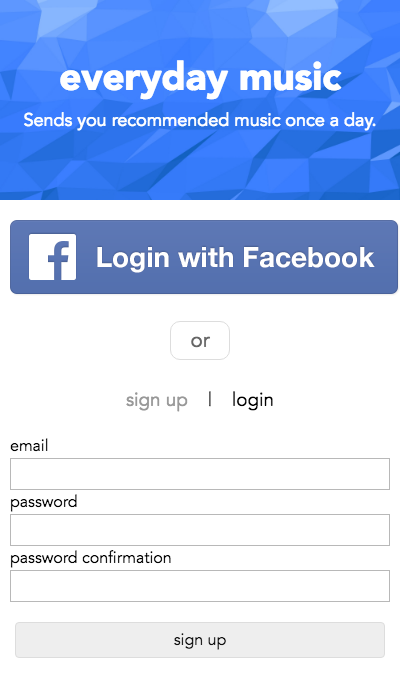 everyday music
Sends you recommended music once a day.
Login with Facebook
or
sign up | login
email
password
password confirmation
sign up